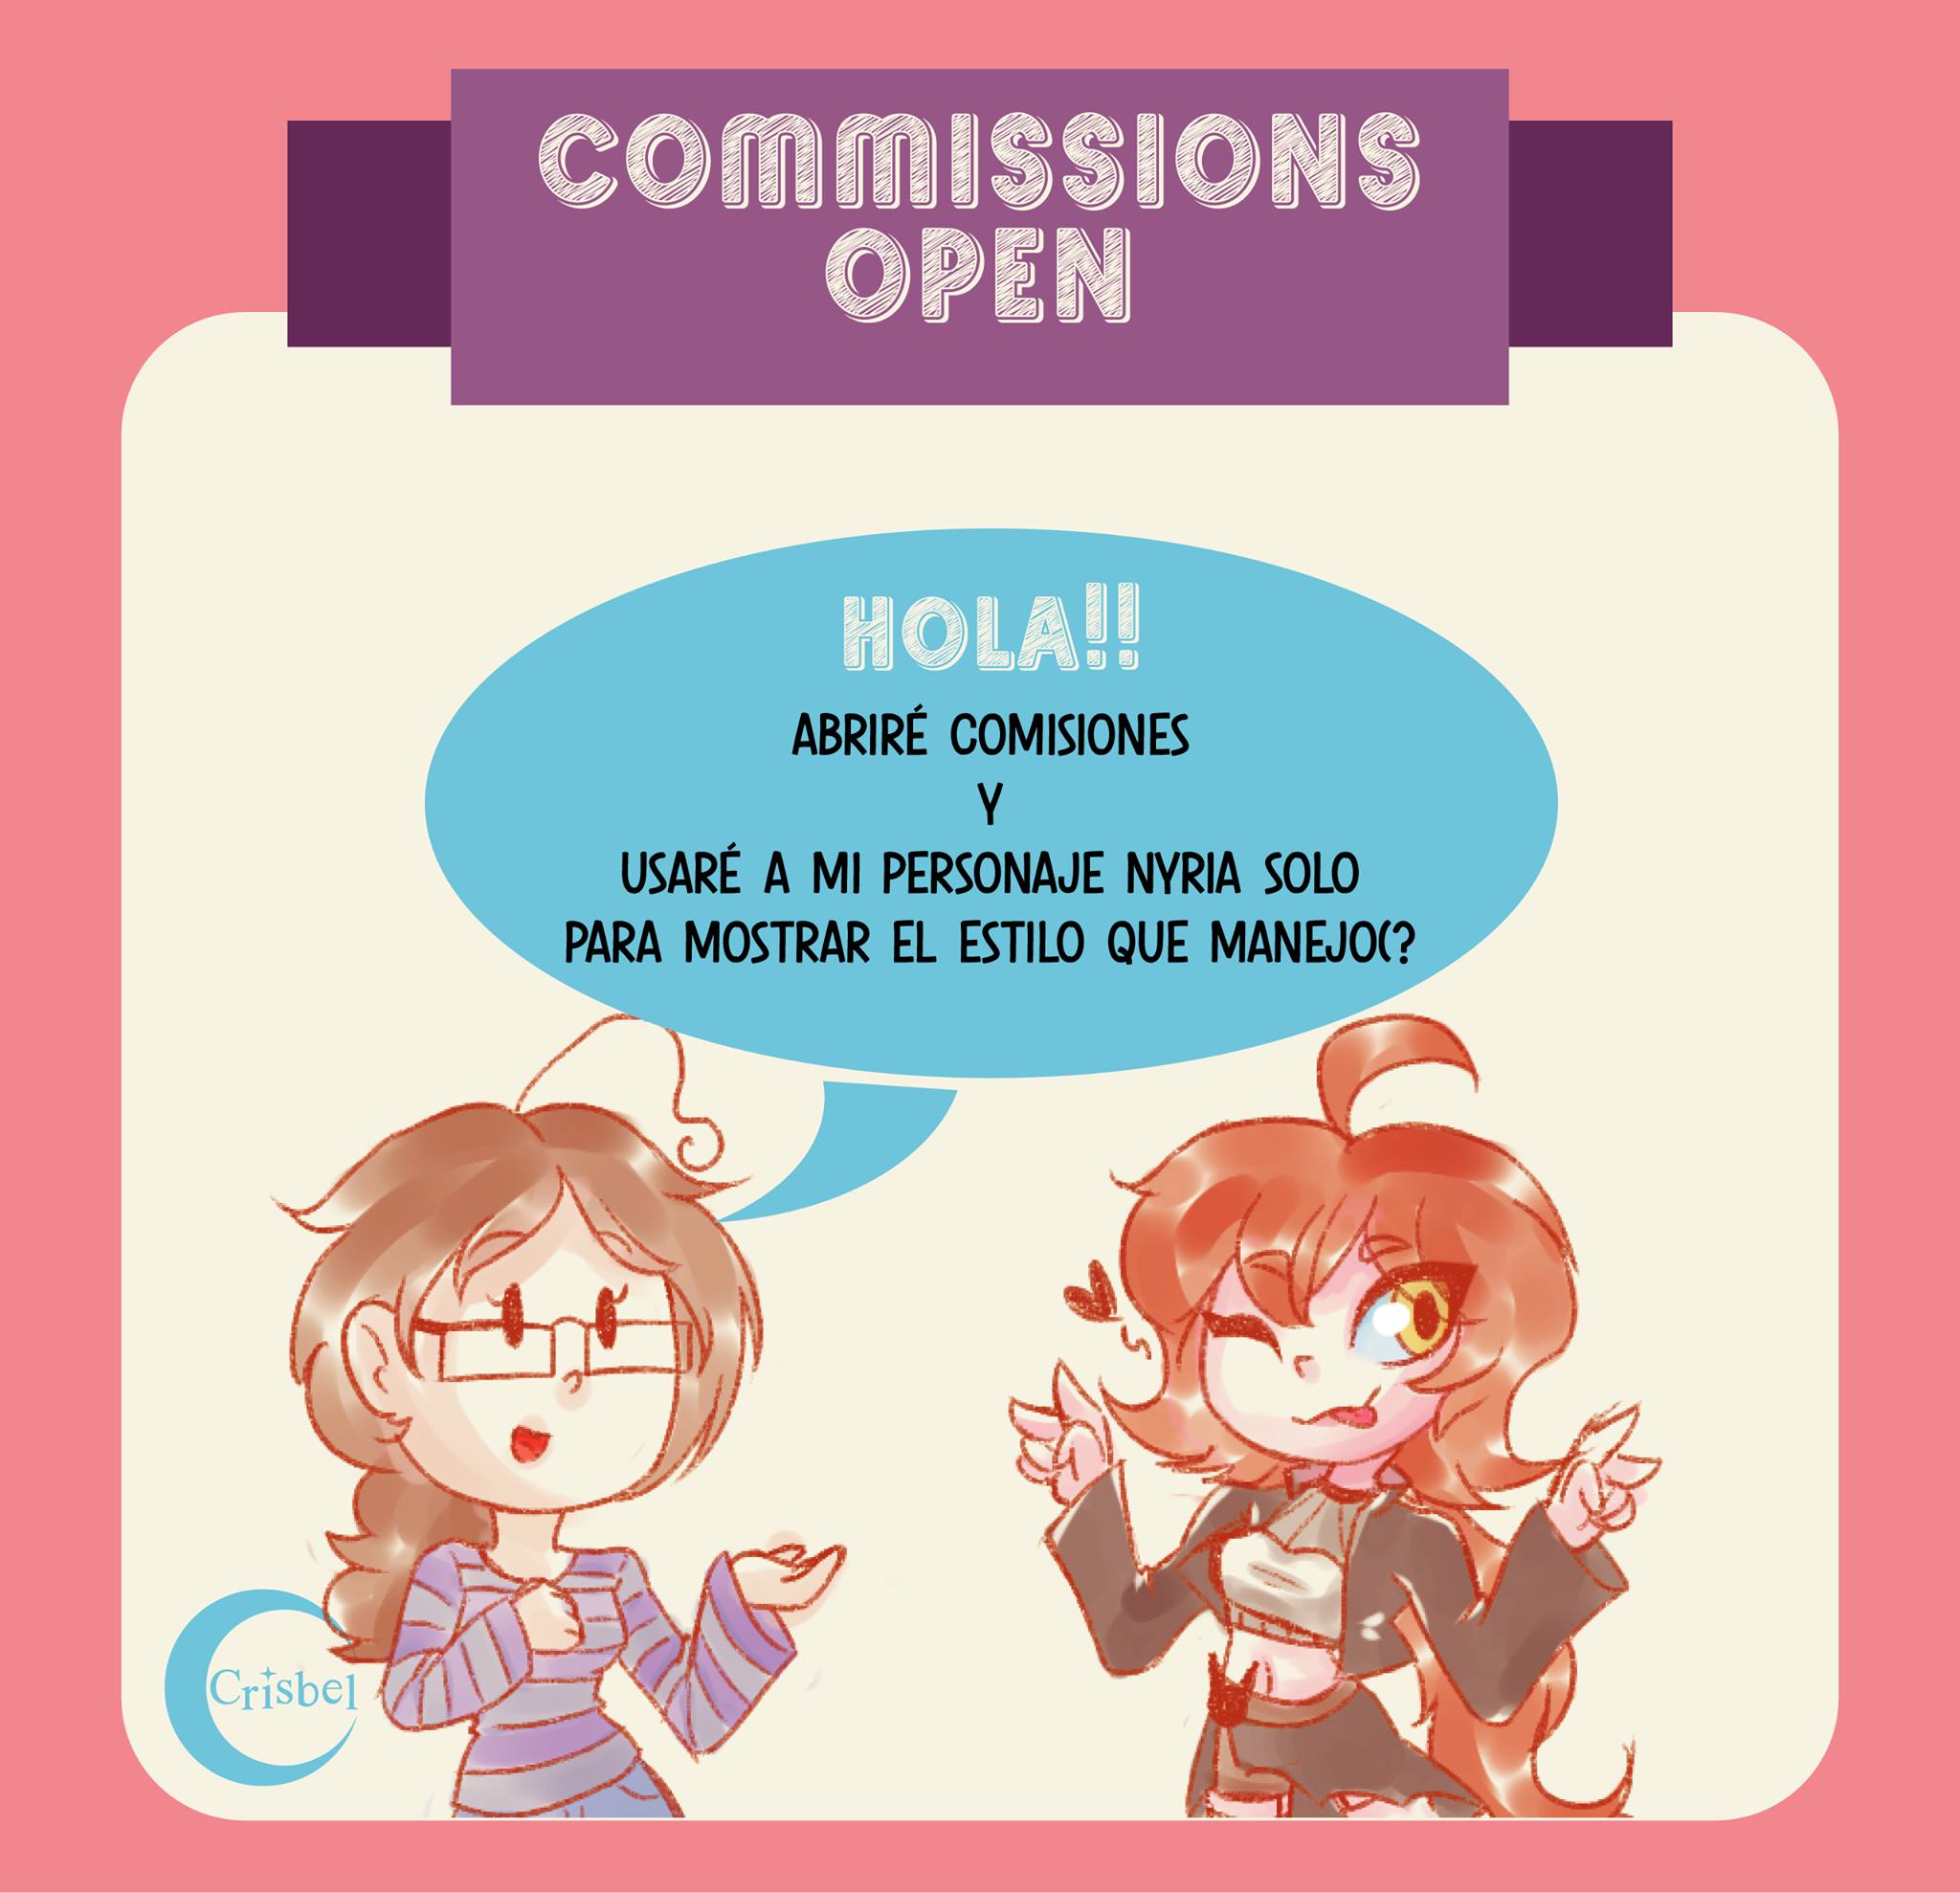 COMMISSIONS
OPEN
HOLA!!
ABRIRÉ COMISIONES
Y
USARÉ A MI PERSONAJE NYRIA SOLO
PARA MOSTRAR EL ESTILO QUE MANEJO(?
Crisbel